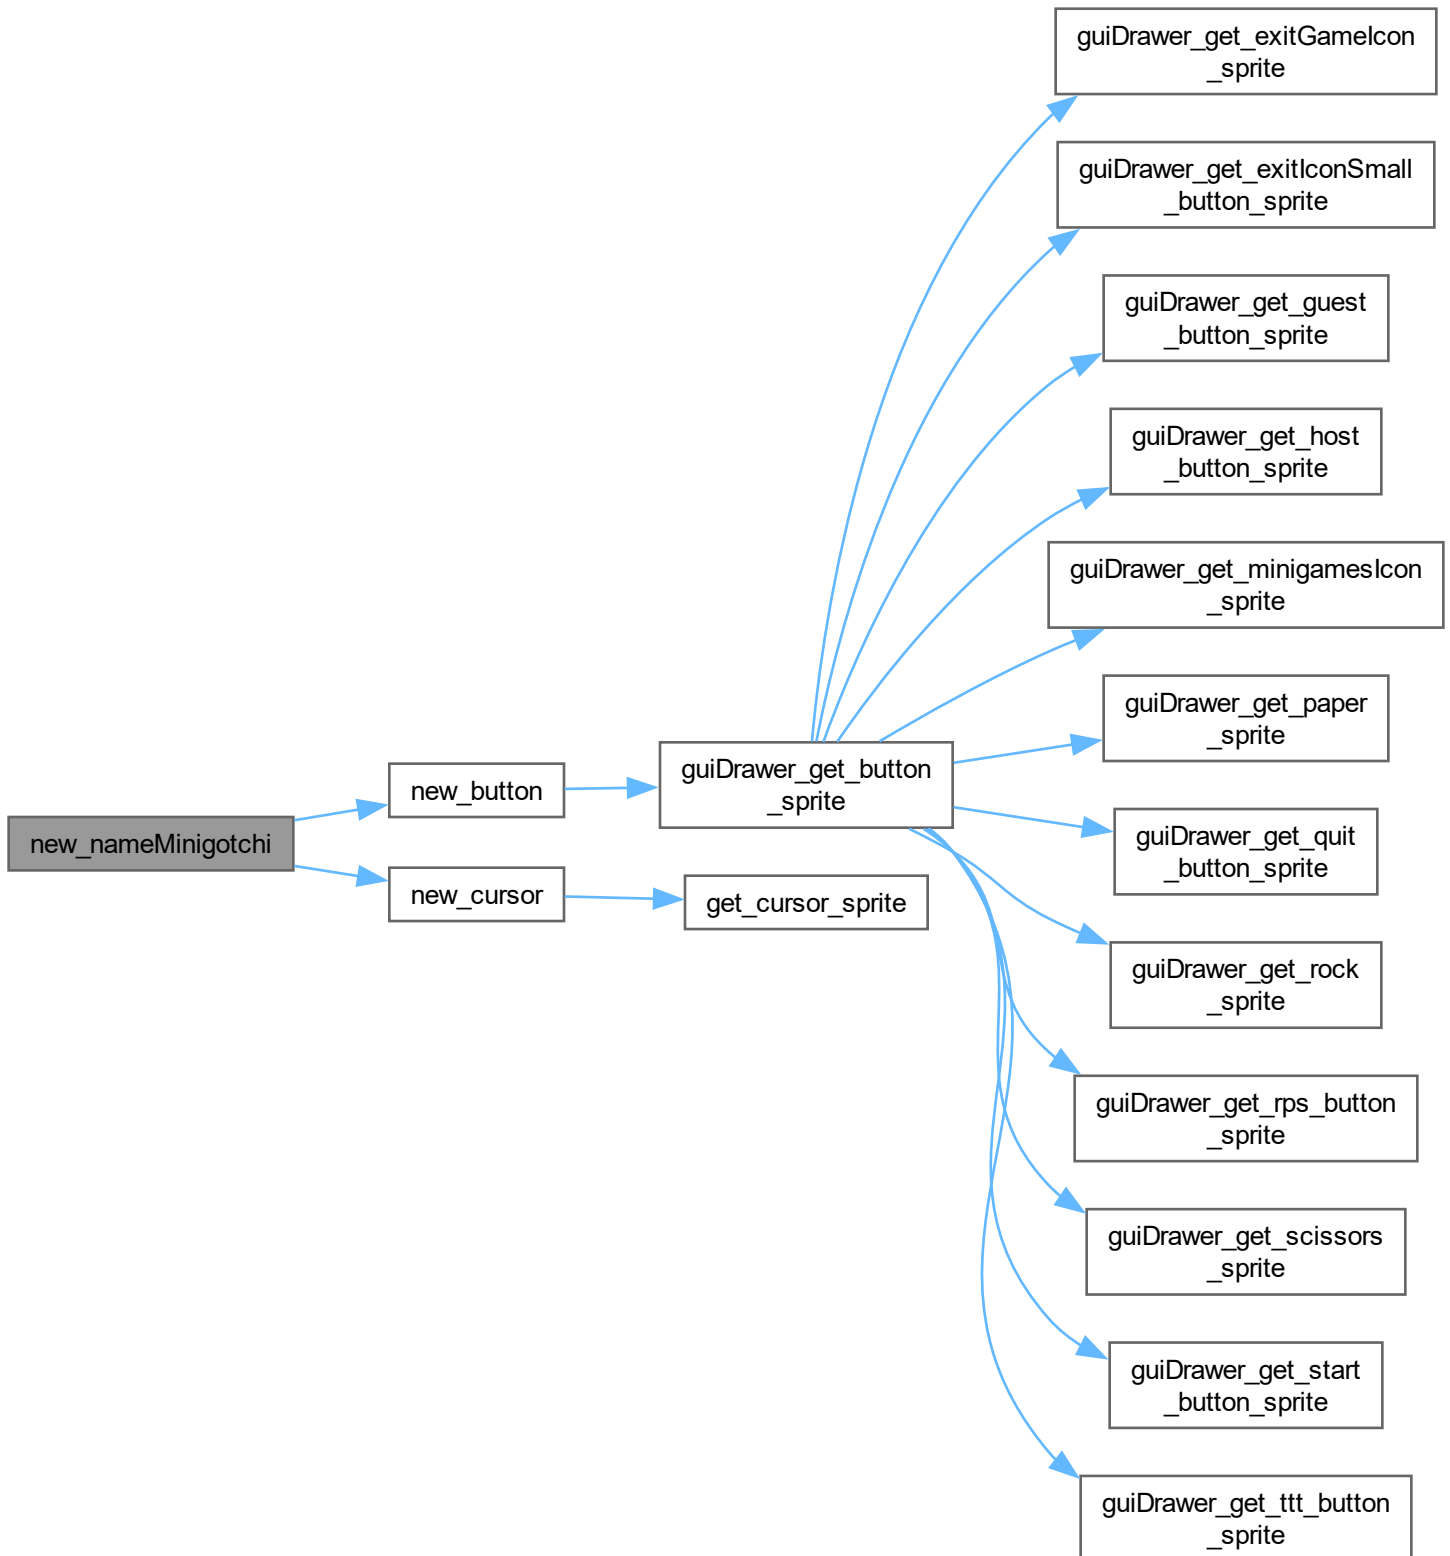 new_nameMinigotchi
new_button
new_cursor
guiDrawer_get_button
_sprite
get_cursor_sprite
guiDrawer_get_exitGameIcon
_sprite
guiDrawer_get_exitIconSmall
_button_sprite
guiDrawer_get_guest
_button_sprite
guiDrawer_get_host
_button_sprite
guiDrawer_get_minigamesIcon
_sprite
guiDrawer_get_paper
_sprite
guiDrawer_get_quit
_button_sprite
guiDrawer_get_rock
_sprite
guiDrawer_get_rps_button
_sprite
guiDrawer_get_scissors
_sprite
guiDrawer_get_start
_button_sprite
guiDrawer_get_ttt_button
_sprite